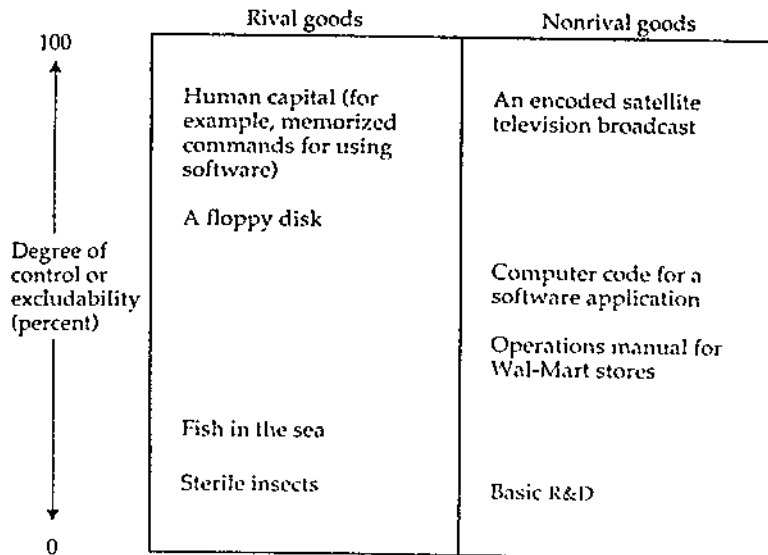 Rival goods
Nonrival goods
100
Human capital (for
example, memorized
commands for using
software)
An encoded satellite
television broadcast
A floppy disk
Degree of
control or
excludability
(percent)
Computer code for a
software application
Operations manual for
Wal-Mart stores
Fish in the sea
Sterile insects
Basic R&D
0